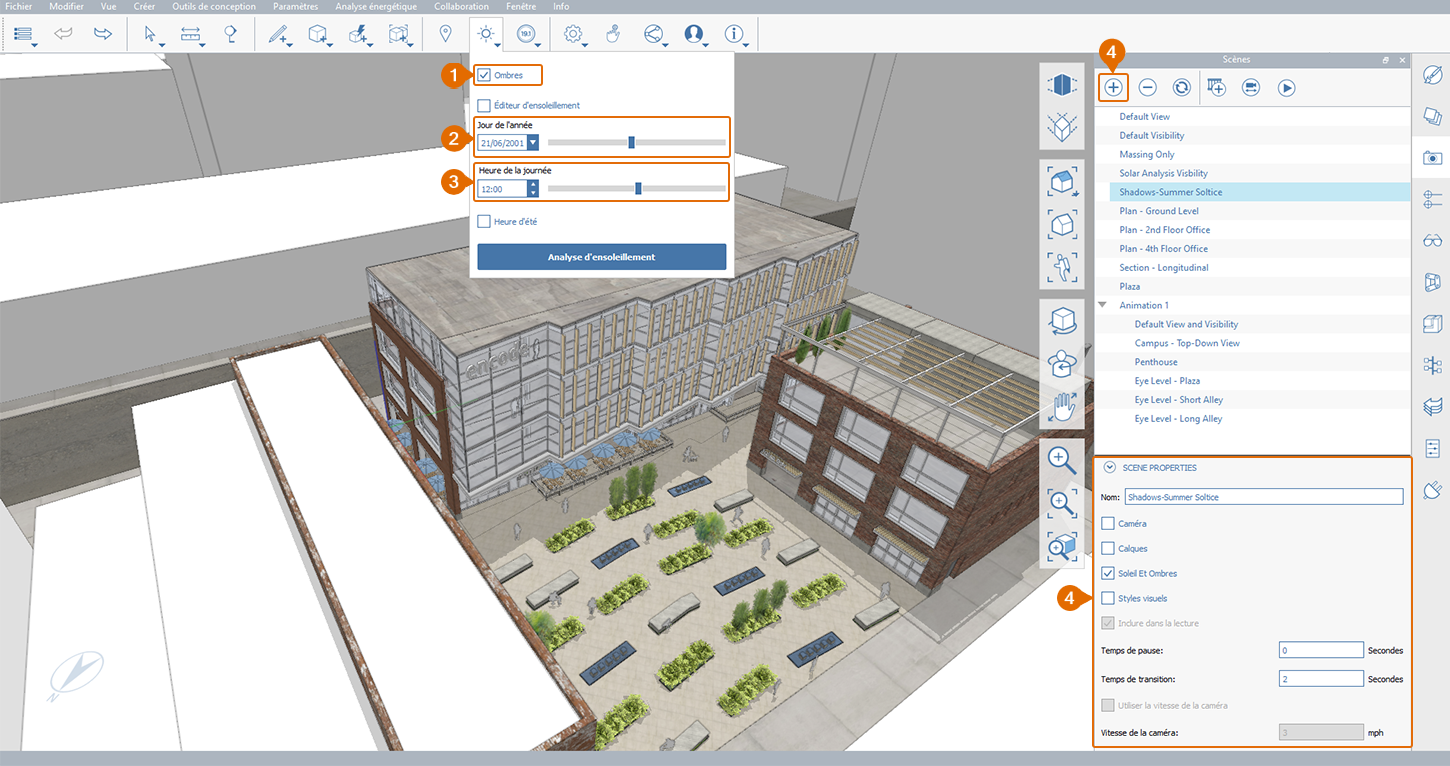 Fichier Modifier Vue Créer Outils de conception Paramètres Analyse énergétique Collaboration Fenêtre Info
19.1
1
Ombres
Éditeur d'ensoleillement
2
Jour de l'année
21/06/2001
3
Heure de la journée
12:00
Heure d'été
Analyse d'ensoleillement
encoda
N
4
Scènes
Default View
Default Visibility
Massing Only
Solar Analysis Visbility
Shadows-Summer Soltice
Plan - Ground Level
Plan - 2nd Floor Office
Plan - 4th Floor Office
Section - Longitudinal
Plaza
Animation 1
Default View and Visibility
Campus - Top-Down View
Penthouse
Eye Level - Plaza
Eye Level - Short Alley
Eye Level - Long Alley
SCENE PROPERTIES
Nom: Shadows-Summer Soltice
Caméra
Calques
Soleil Et Ombres
4
Styles visuels
Inclure dans la lecture
Temps de pause: 0 Secondes
Temps de transition: 2 Secondes
Utiliser la vitesse de la caméra
Vitesse de la caméra: 3 mph